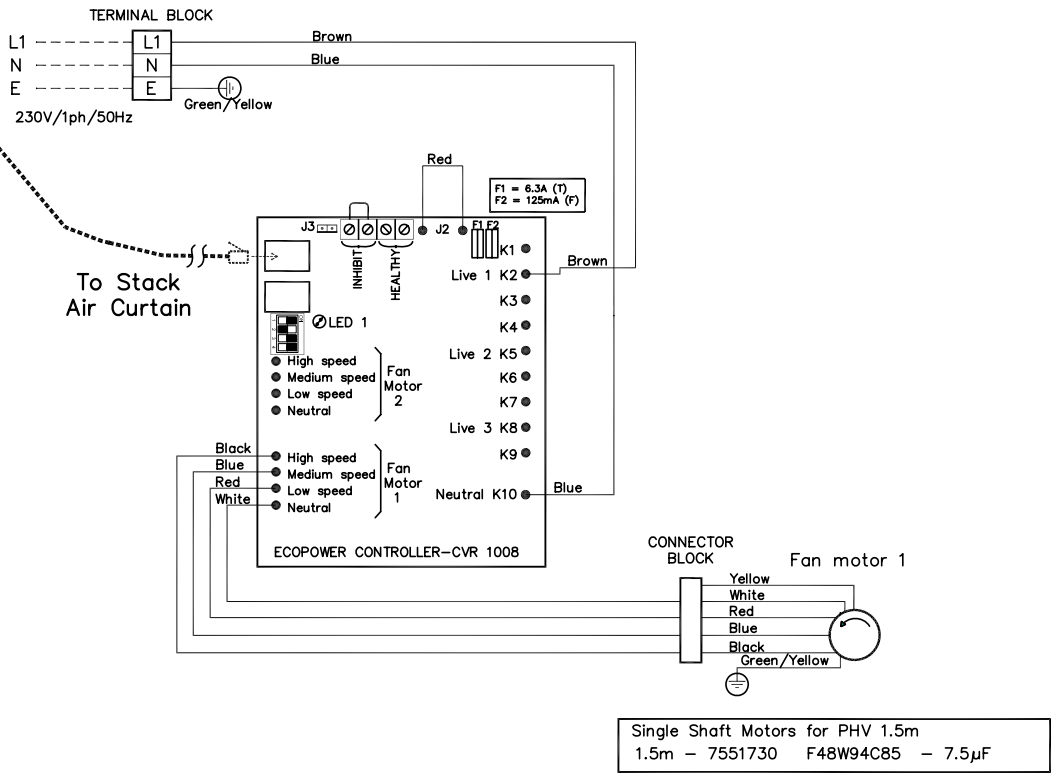 TERMINAL BLOCK
L1 L1 Brown
N N Blue
E E
Green/Yellow
230V/1ph/50Hz
Red
F1 = 6.3A (T)
F2 = 125mA (F)
J3 J2 F1 F2
INHIBIT
HEALTHY
K1
Live 1 K2 Brown
K3
K4
Live 2 K5
K6
K7
Live 3 K8
K9
Neutral K10 Blue
To Stack
Air Curtain
LED 1
High speed
Medium speed
Low speed
Neutral
Fan
Motor
2
Black
Blue
Red
White
High speed
Medium speed
Low speed
Neutral
Fan
Motor
1
ECOPOWER CONTROLLER-CVR 1008
CONNECTOR
BLOCK
Fan motor 1
Yellow
White
Red
Blue
Black
Green/Yellow
Single Shaft Motors for PHV 1.5m
1.5m - 7551730 F48W94C85 - 7.5µF